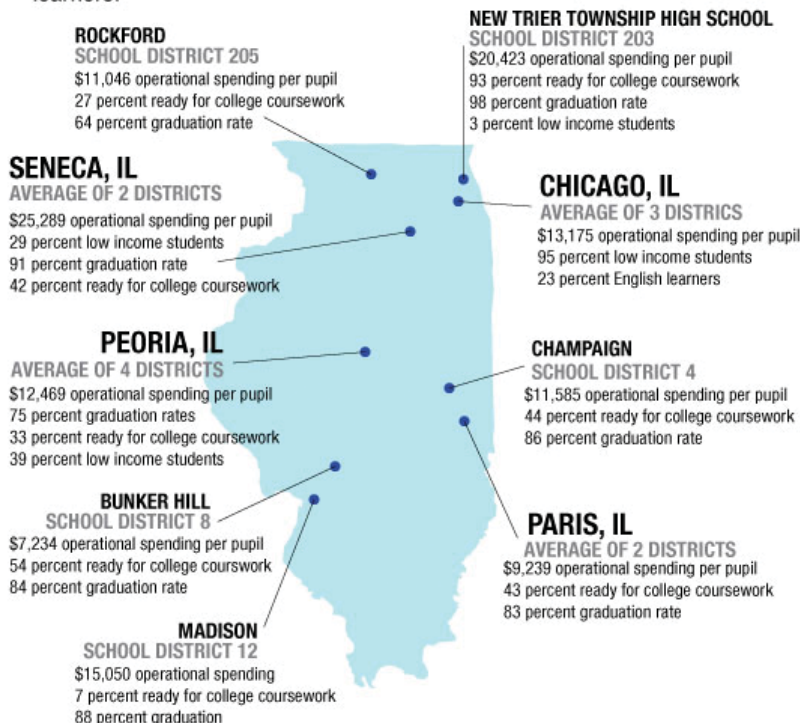 learners.
ROCKFORD
SCHOOL DISTRICT 205
$11,046 operational spending per pupil
27 percent ready for college coursework
64 percent graduation rate
NEW TRIER TOWNSHIP HIGH SCHOOL
SCHOOL DISTRICT 203
$20,423 operational spending per pupil
93 percent ready for college coursework
98 percent graduation rate
3 percent low income students
SENECA, IL
AVERAGE OF 2 DISTRICTS
$25,289 operational spending per pupil
29 percent low income students
91 percent graduation rate
42 percent ready for college coursework
CHICAGO, IL
AVERAGE OF 3 DISTRICS
$13,175 operational spending per pupil
95 percent low income students
23 percent English learners
PEORIA, IL
AVERAGE OF 4 DISTRICTS
$12,469 operational spending per pupil
75 percent graduation rates
33 percent ready for college coursework
39 percent low income students
CHAMPAIGN
SCHOOL DISTRICT 4
$11,585 operational spending per pupil
44 percent ready for college coursework
86 percent graduation rate
BUNKER HILL
SCHOOL DISTRICT 8
$7,234 operational spending per pupil
54 percent ready for college courswork
84 percent graduation rate
PARIS, IL
AVERAGE OF 2 DISTRICTS
$9,239 operational spending per pupil
43 percent ready for college coursework
83 percent graduation rate
MADISON
SCHOOL DISTRICT 12
$15,050 operational spending
7 percent ready for college coursework
88 percent graduation